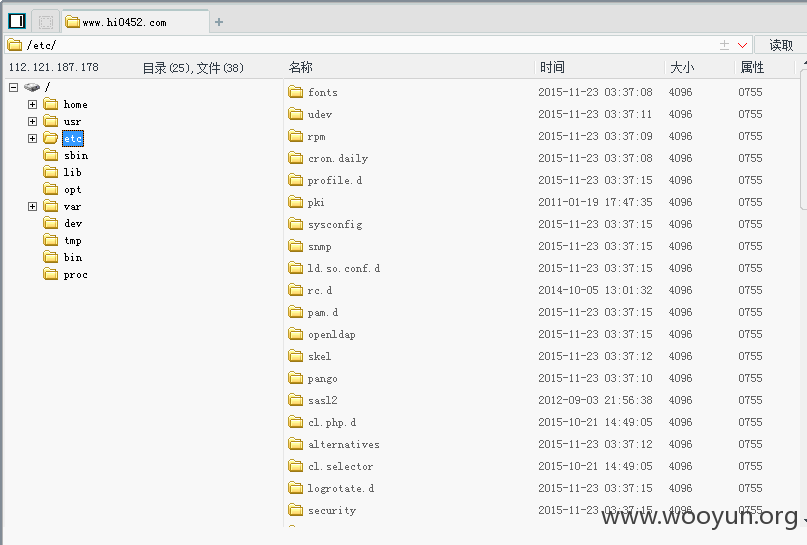 www.hi0452.com
/etc/ 读取
112.121.187.178 目录(25),文件(38) 名称 时间 大小 属性
/
home
usr
etc
sbin
lib
opt
var
dev
tmp
bin
proc
fonts 2015-11-23 03:37:08 4096 0755
udev 2015-11-23 03:37:11 4096 0755
rpm 2015-11-23 03:37:09 4096 0755
cron.daily 2015-11-23 03:37:08 4096 0755
profile.d 2015-11-23 03:37:15 4096 0755
pki 2011-01-19 17:47:35 4096 0755
sysconfig 2015-11-23 03:37:15 4096 0755
snmp 2015-11-23 03:37:15 4096 0755
ld.so.conf.d 2015-11-23 03:37:15 4096 0755
rc.d 2014-10-05 13:01:32 4096 0755
pam.d 2015-11-23 03:37:15 4096 0755
openldap 2015-11-23 03:37:15 4096 0755
skel 2015-11-23 03:37:12 4096 0755
pango 2015-11-23 03:37:10 4096 0755
sasl2 2012-09-03 21:56:38 4096 0755
cl.php.d 2015-10-21 14:49:05 4096 0755
alternatives 2015-11-23 03:37:12 4096 0755
cl.selector 2015-10-21 14:49:05 4096 0755
logrotate.d 2015-11-23 03:37:15 4096 0755
security 2015-11-23 03:37:15 4096 0755
www.wooyun.org